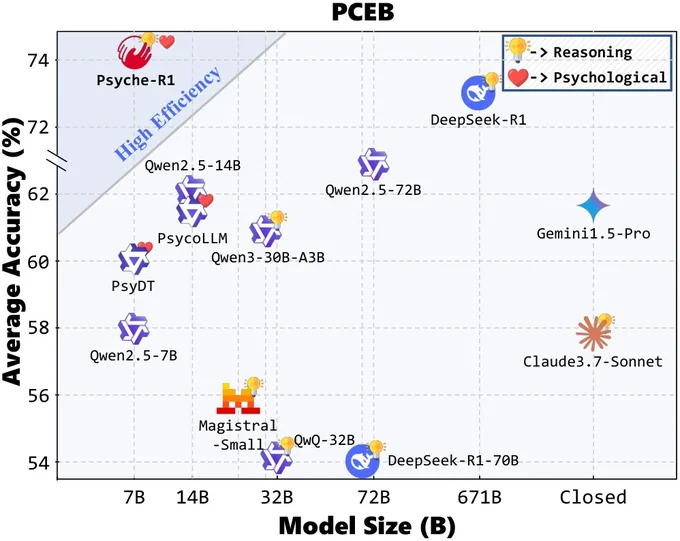 PCEB
-> Reasoning
-> Psychological
74
72
62
60
58
56
54
Average Accuracy (%)
High Efficiency
Psyche-R1
DeepSeek-R1
Qwen2.5-14B
Qwen2.5-72B
PsycoLLM
Gemini1.5-Pro
Qwen3-30B-A3B
PsyDT
Qwen2.5-7B
Claude3.7-Sonnet
Magistral
-Small
QwQ-32B
DeepSeek-R1-70B
7B 14B 32B 72B 671B Closed
Model Size (B)